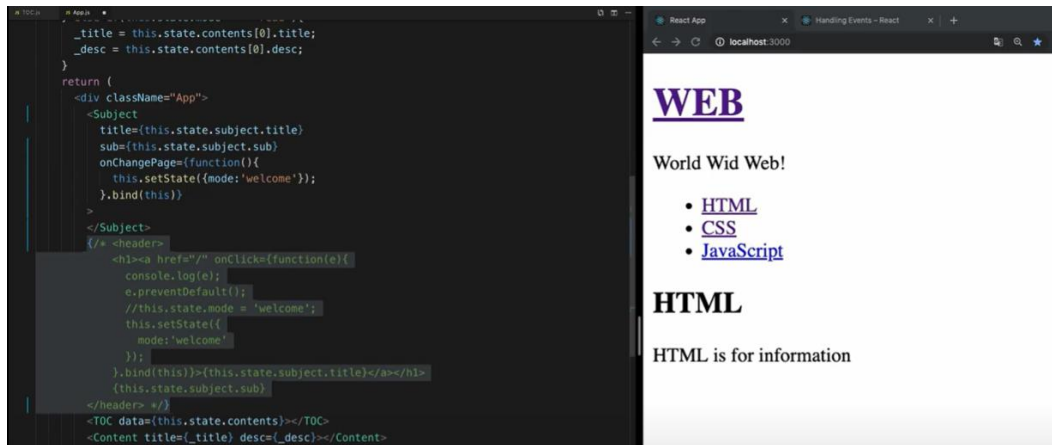 TOC.js
App.js
_title = this.state.contents[0].title;
_desc = this.state.contents[0].desc;
}
return (
<div className="App">
<Subject
title={this.state.subject.title}
sub={this.state.subject.sub}
onChangePage={function(){
this.setState({mode:'welcome'});
}.bind(this)}
>
</Subject>
{/* <header>
<h1><a href="/" onClick={function(e){
console.log(e);
e.preventDefault();
//this.state.mode = 'welcome';
this.setState({
mode:'welcome'
});
}.bind(this)}>{this.state.subject.title}</a></h1>
{this.state.subject.sub}
</header> */}
<TOC data={this.state.contents}></TOC>
<Content title={_title} desc={_desc}></Content>
React App
Handling Events – React
localhost:3000
WEB
World Wid Web!
HTML
CSS
JavaScript
HTML
HTML is for information